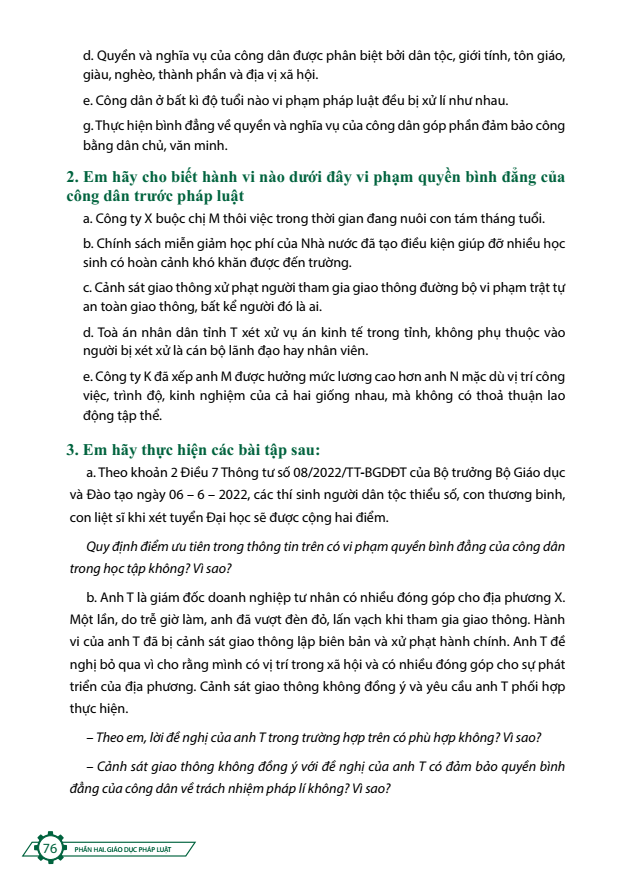 d. Quyền và nghĩa vụ của công dân được phân biệt bởi dân tộc, giới tính, tôn giáo,
giàu, nghèo, thành phần và địa vị xã hội.
e. Công dân ở bất kì độ tuổi nào vi phạm pháp luật đều bị xử lí như nhau.
g. Thực hiện bình đẳng về quyền và nghĩa vụ của công dân góp phần đảm bảo công
bằng dân chủ, văn minh.
2. Em hãy cho biết hành vi nào dưới đây vi phạm quyền bình đẳng của
công dân trước pháp luật
a. Công ty X buộc chị M thôi việc trong thời gian đang nuôi con tám tháng tuổi.
b. Chính sách miễn giảm học phí của Nhà nước đã tạo điều kiện giúp đỡ nhiều học
sinh có hoàn cảnh khó khăn được đến trường.
c. Cảnh sát giao thông xử phạt người tham gia giao thông đường bộ vi phạm trật tự
an toàn giao thông, bất kể người đó là ai.
d. Toà án nhân dân tỉnh T xét xử vụ án kinh tế trong tỉnh, không phụ thuộc vào
người bị xét xử là cán bộ lãnh đạo hay nhân viên.
e. Công ty K đã xếp anh M được hưởng mức lương cao hơn anh N mặc dù vị trí công
việc, trình độ, kinh nghiệm của cả hai giống nhau, mà không có thoả thuận lao
động tập thể.
3. Em hãy thực hiện các bài tập sau:
a. Theo khoản 2 Điều 7 Thông tư số 08/2022/TT-BGDĐT của Bộ trưởng Bộ Giáo dục
và Đào tạo ngày 06 – 6 – 2022, các thí sinh người dân tộc thiểu số, con thương binh,
con liệt sĩ khi xét tuyển Đại học sẽ được cộng hai điểm.
Quy định điểm ưu tiên trong thông tin trên có vi phạm quyền bình đẳng của công dân
trong học tập không? Vì sao?
b. Anh T là giám đốc doanh nghiệp tư nhân có nhiều đóng góp cho địa phương X.
Một lần, do trễ giờ làm, anh đã vượt đèn đỏ, lấn vạch khi tham gia giao thông. Hành
vi của anh T đã bị cảnh sát giao thông lập biên bản và xử phạt hành chính. Anh T đề
nghị bỏ qua vì cho rằng mình có vị trí trong xã hội và có nhiều đóng góp cho sự phát
triển của địa phương. Cảnh sát giao thông không đồng ý và yêu cầu anh T phối hợp
thực hiện.
– Theo em, lời đề nghị của anh T trong trường hợp trên có phù hợp không? Vì sao?
– Cảnh sát giao thông không đồng ý với đề nghị của anh T có đảm bảo quyền bình
đẳng của công dân về trách nhiệm pháp lí không? Vì sao?
76 PHẦN HAI. GIÁO DỤC PHÁP LUẬT